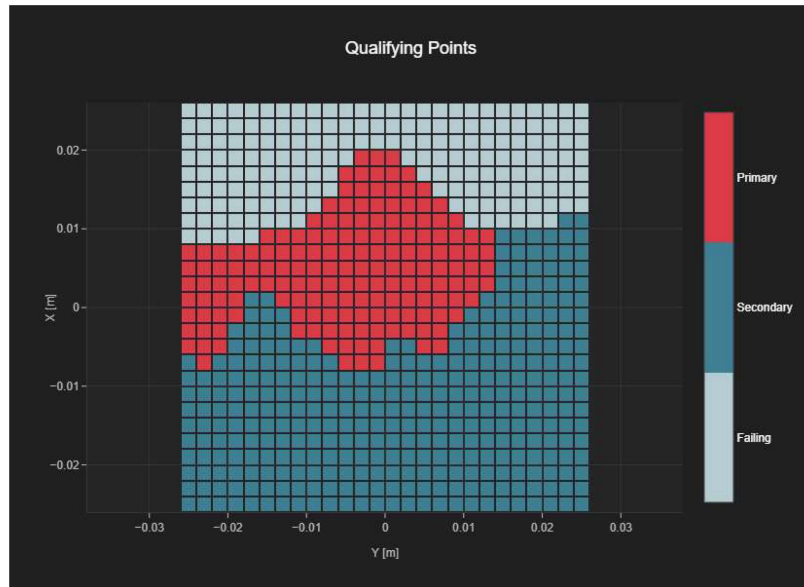 Qualifying Points
0.02
0.01
0
−0.01
−0.02
X [m]
−0.03
−0.02
−0.01
0
0.01
0.02
0.03
Y [m]
Primary
Secondary
Failing